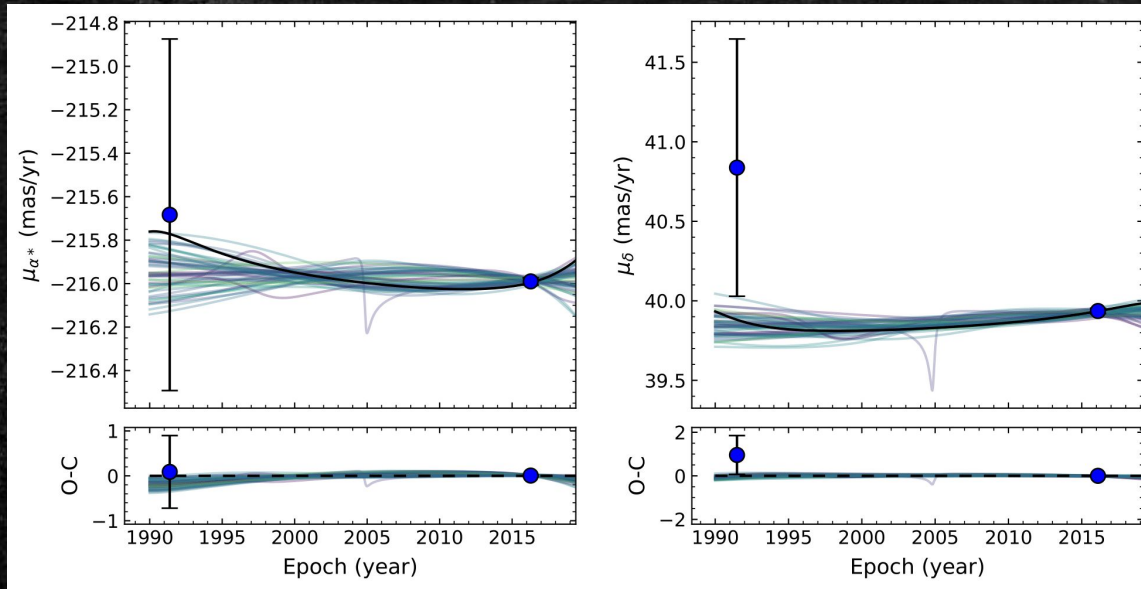 −214.8
−215.0
−215.2
−215.4
−215.6
−215.8
−216.0
−216.2
−216.4
μα* (mas/yr)
1
0
−1
O-C
1990 1995 2000 2005 2010 2015
Epoch (year)
41.5
41.0
40.5
40.0
39.5
μδ (mas/yr)
2
0
−2
O-C
1990 1995 2000 2005 2010 2015
Epoch (year)